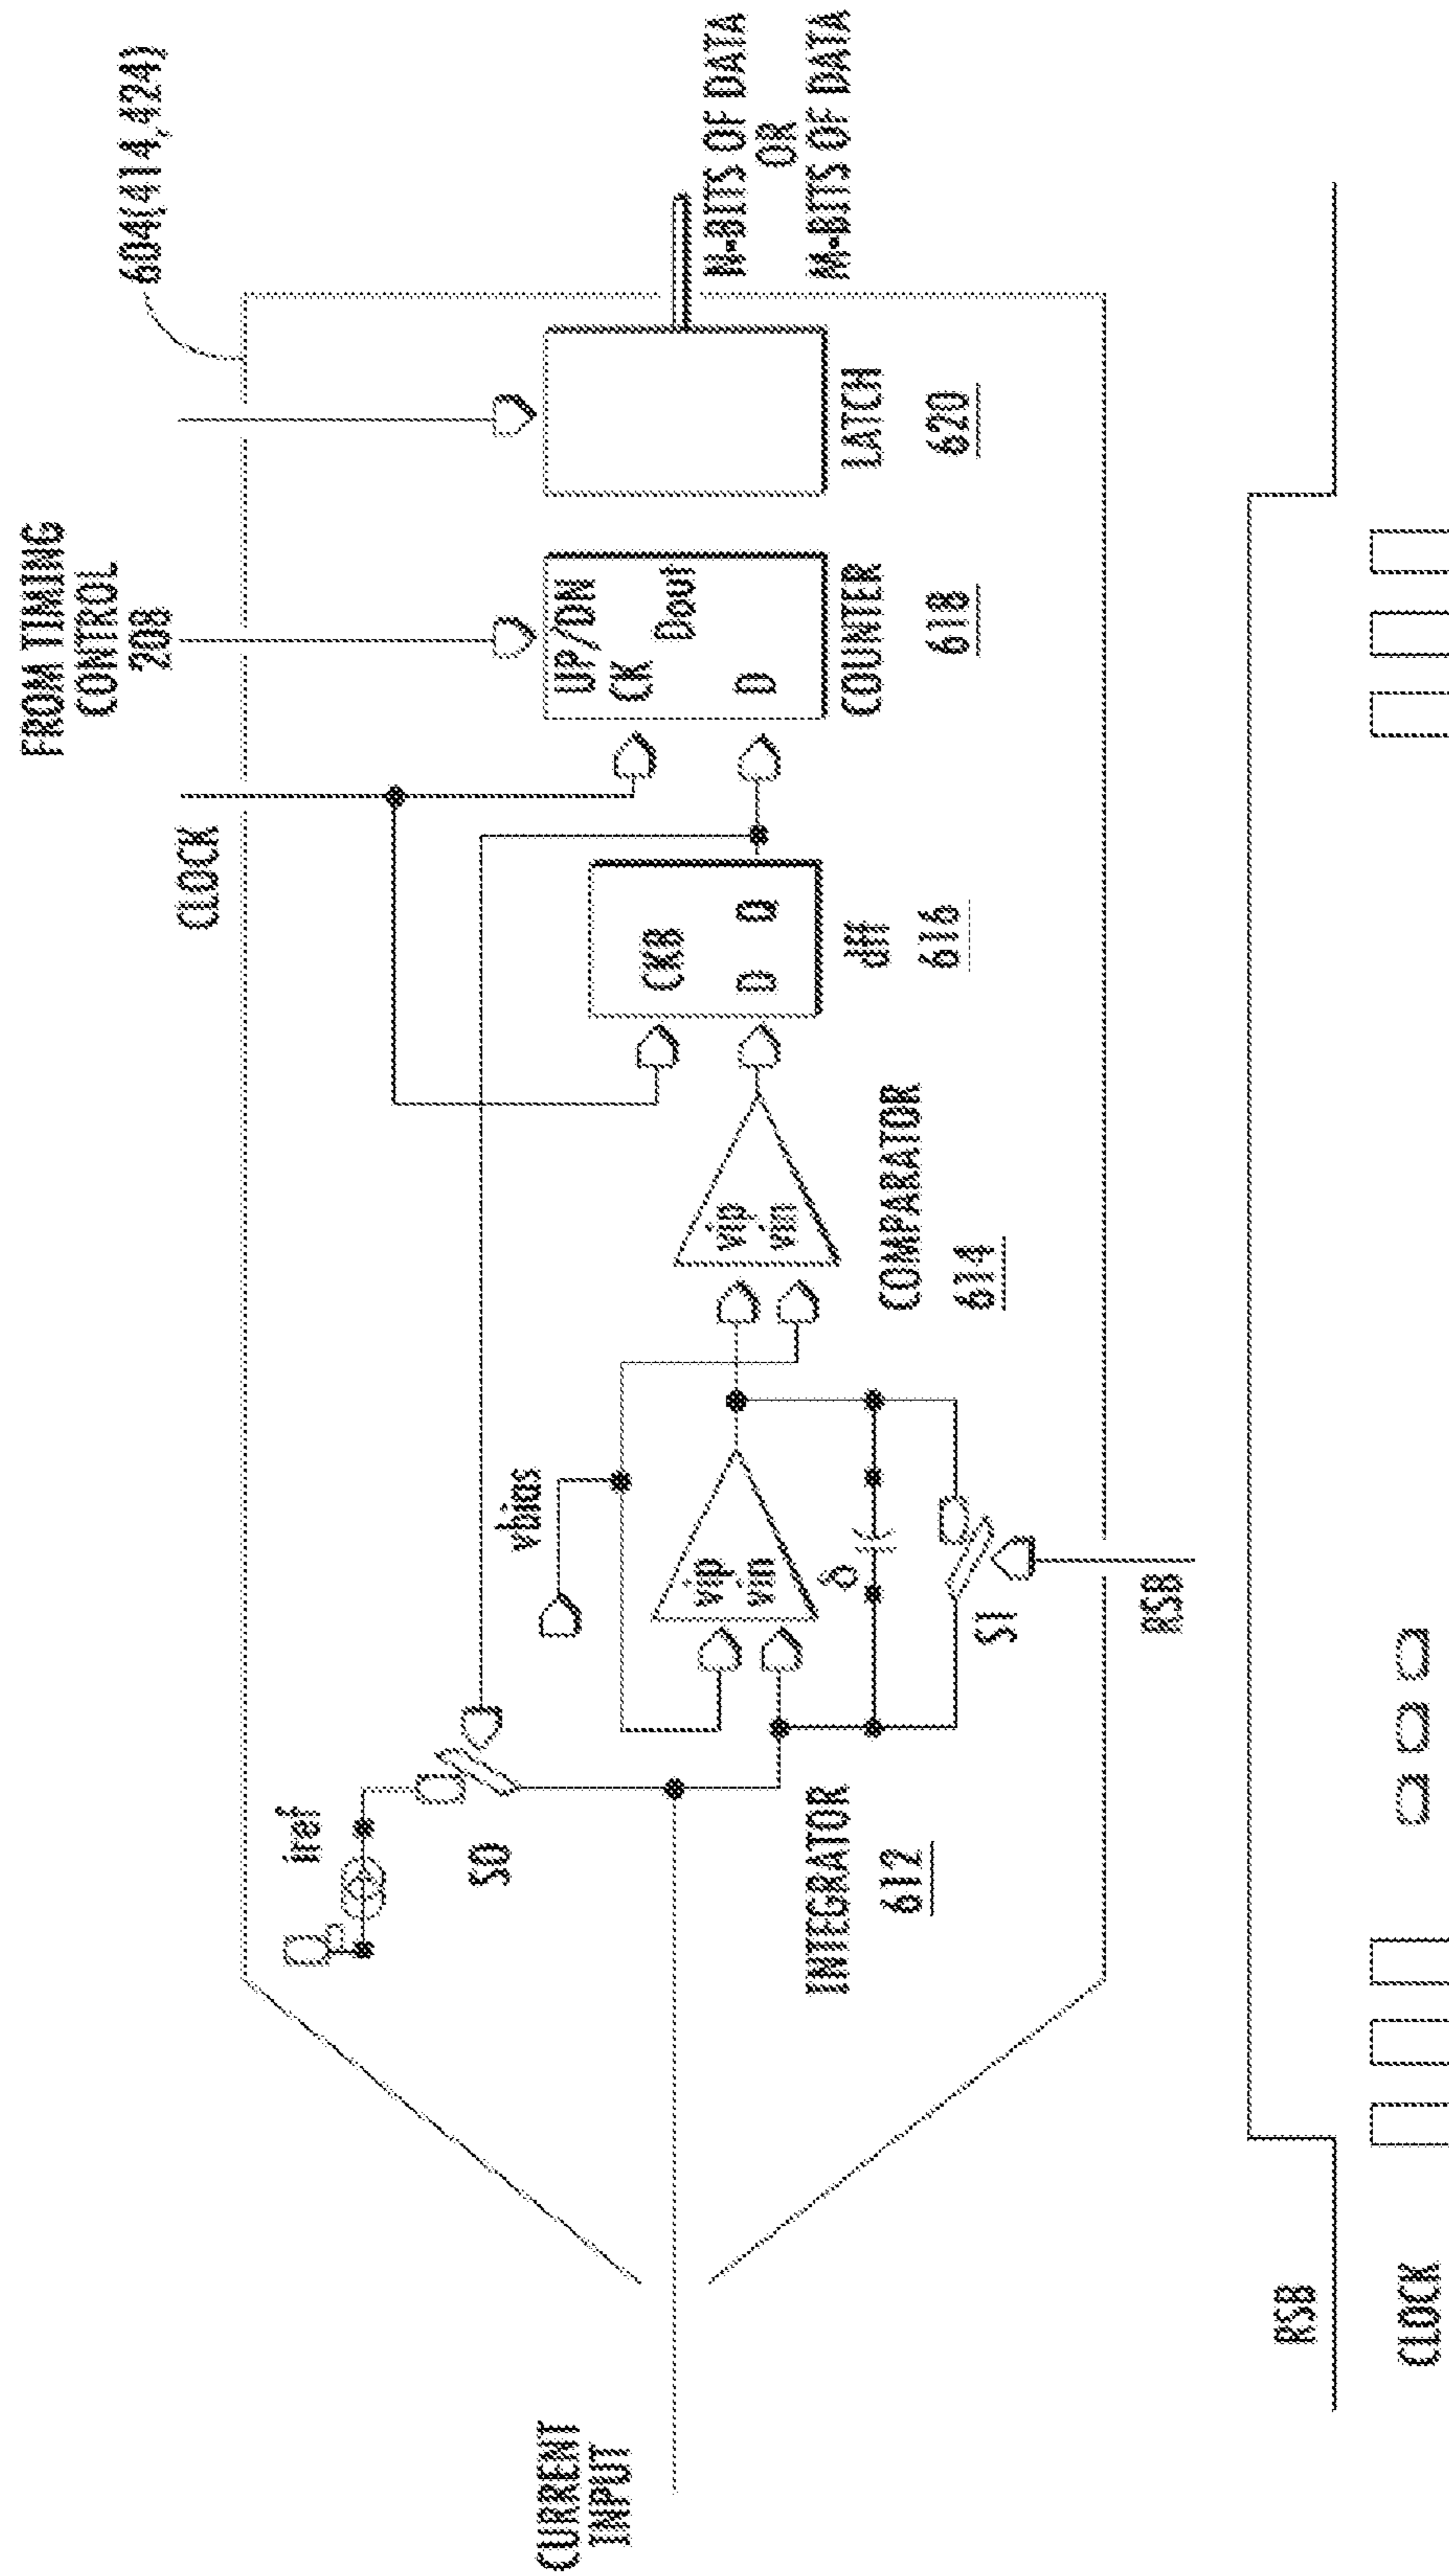 604(414,424)
FROM TIMING
CONTROL
208
CLOCK
iref
S0
vbias
vip
vin
vip
vin
CKB
D Q
UP/DN
CK
Dout
D
INTEGRATOR
612
S1
COMPARATOR
614
dff
616
COUNTER
618
LATCH
620
CURRENT
INPUT
N-BITS OF DATA
OR
M-BITS OF DATA
RSB
RSB
CLOCK